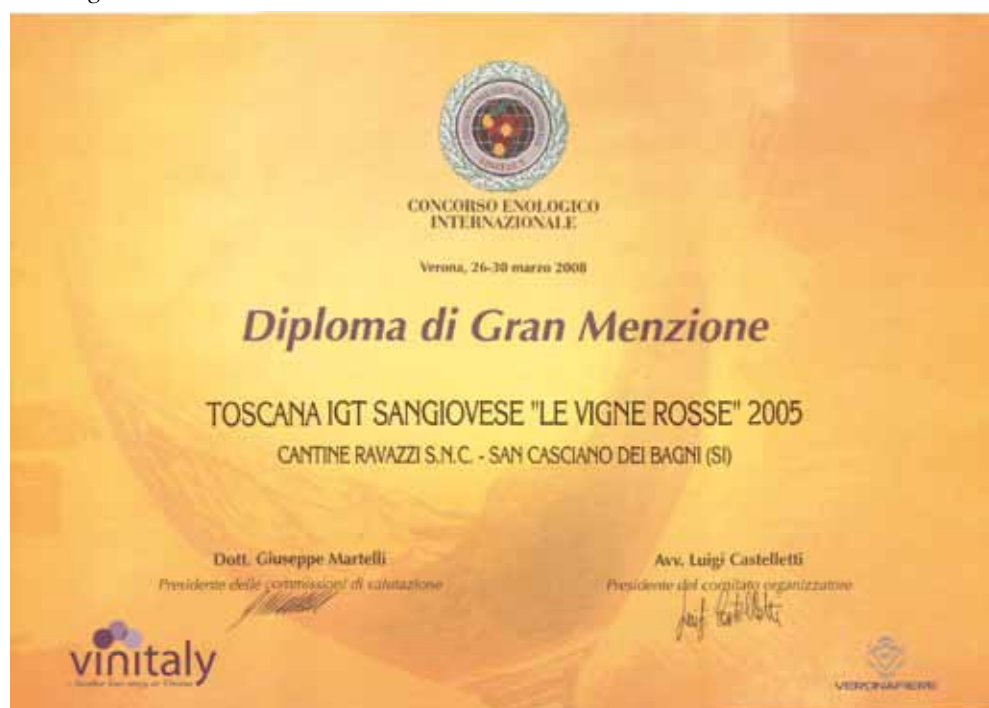 CONCORSO ENOLOGICO
INTERNAZIONALE
Verona, 26-30 marzo 2008
Diploma di Gran Menzione
TOSCANA IGT SANGIOVESE "LE VIGNE ROSSE" 2005
CANTINE RAVAZZI S.N.C. - SAN CASCIANO DEI BAGNI (SI)
Dott. Giuseppe Martelli
Presidente delle commissioni di valutazione
Avv. Luigi Castelletti
Presidente del comitato organizzatore
vinitaly
VERONAFIERE